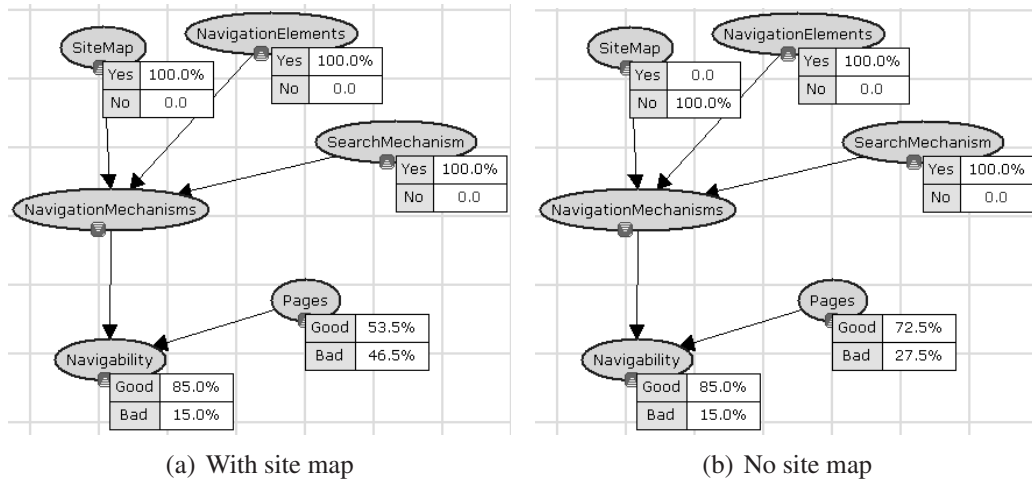 SiteMap
NavigationElements
Yes 100.0%
No 0.0
Yes 100.0%
No 0.0
SearchMechanism
Yes 100.0%
No 0.0
NavigationMechanisms
Pages
Good 53.5%
Bad 46.5%
Navigability
Good 85.0%
Bad 15.0%
(a) With site map
SiteMap
NavigationElements
Yes 0.0
No 100.0%
Yes 100.0%
No 0.0
SearchMechanism
Yes 100.0%
No 0.0
NavigationMechanisms
Pages
Good 72.5%
Bad 27.5%
Navigability
Good 85.0%
Bad 15.0%
(b) No site map